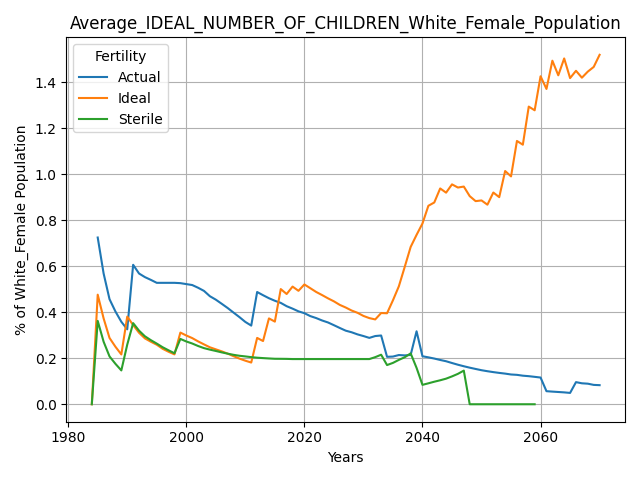 Average_IDEAL_NUMBER_OF_CHILDREN_White_Female_Population
Fertility
Actual
Ideal
Sterile
% of White_Female Population
1.4
1.2
1.0
0.8
0.6
0.4
0.2
0.0
1980 2000 2020 2040 2060
Years